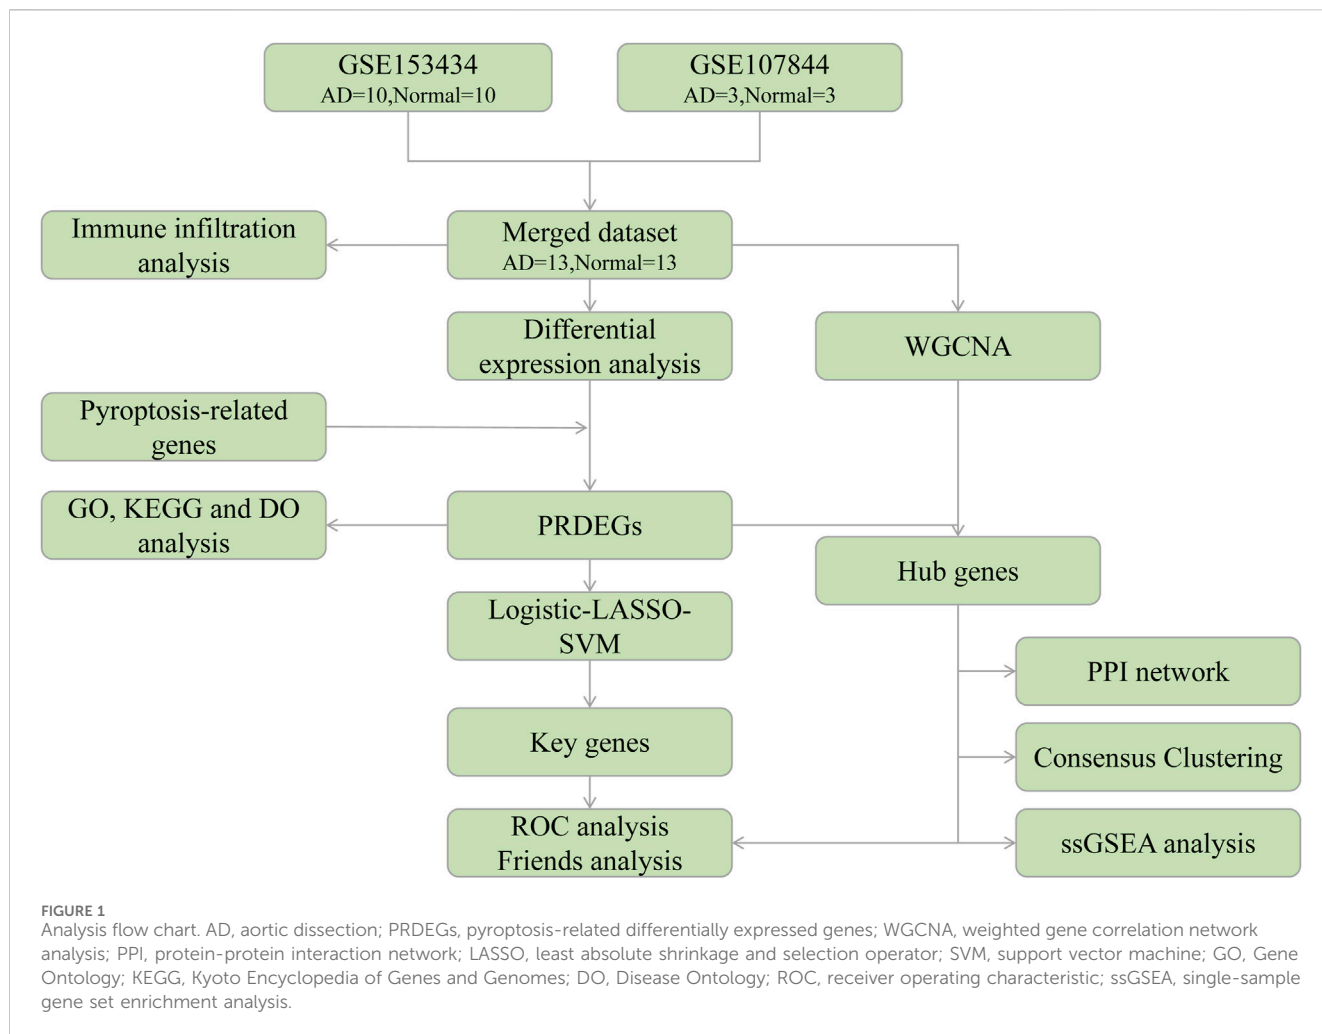 GSE153434
AD=10,Normal=10
GSE107844
AD=3,Normal=3
Immune infiltration
analysis
Merged dataset
AD=13,Normal=13
Differential
expression analysis
WGCNA
Pyroptosis-related
genes
GO, KEGG and DO
analysis
PRDEGs
Hub genes
Logistic-LASSO-
SVM
PPI network
Key genes
Consensus Clustering
ROC analysis
Friends analysis
ssGSEA analysis
FIGURE 1
Analysis flow chart. AD, aortic dissection; PRDEGs, pyroptosis-related differentially expressed genes; WGCNA, weighted gene correlation network
analysis; PPI, protein-protein interaction network; LASSO, least absolute shrinkage and selection operator; SVM, support vector machine; GO, Gene
Ontology; KEGG, Kyoto Encyclopedia of Genes and Genomes; DO, Disease Ontology; ROC, receiver operating characteristic; ssGSEA, single-sample
gene set enrichment analysis.